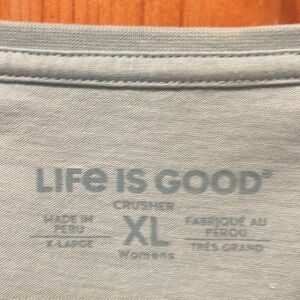 LIFE IS GOOD®
CRUSHER
MADE IN PERU XL FABRIQUÉ AU PÉROU
X-LARGE TRÈS GRAND
Womens